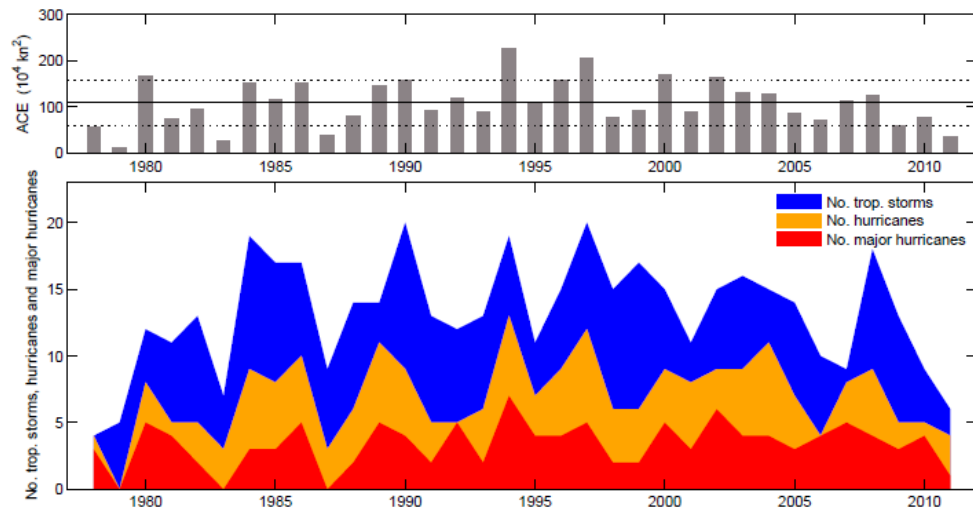 300
200
100
0
ACE (10⁴ kn²)
1980 1985 1990 1995 2000 2005 2010
No. trop. storms, hurricanes and major hurricanes
20
15
10
5
0
No. trop. storms
No. hurricanes
No. major hurricanes
1980 1985 1990 1995 2000 2005 2010